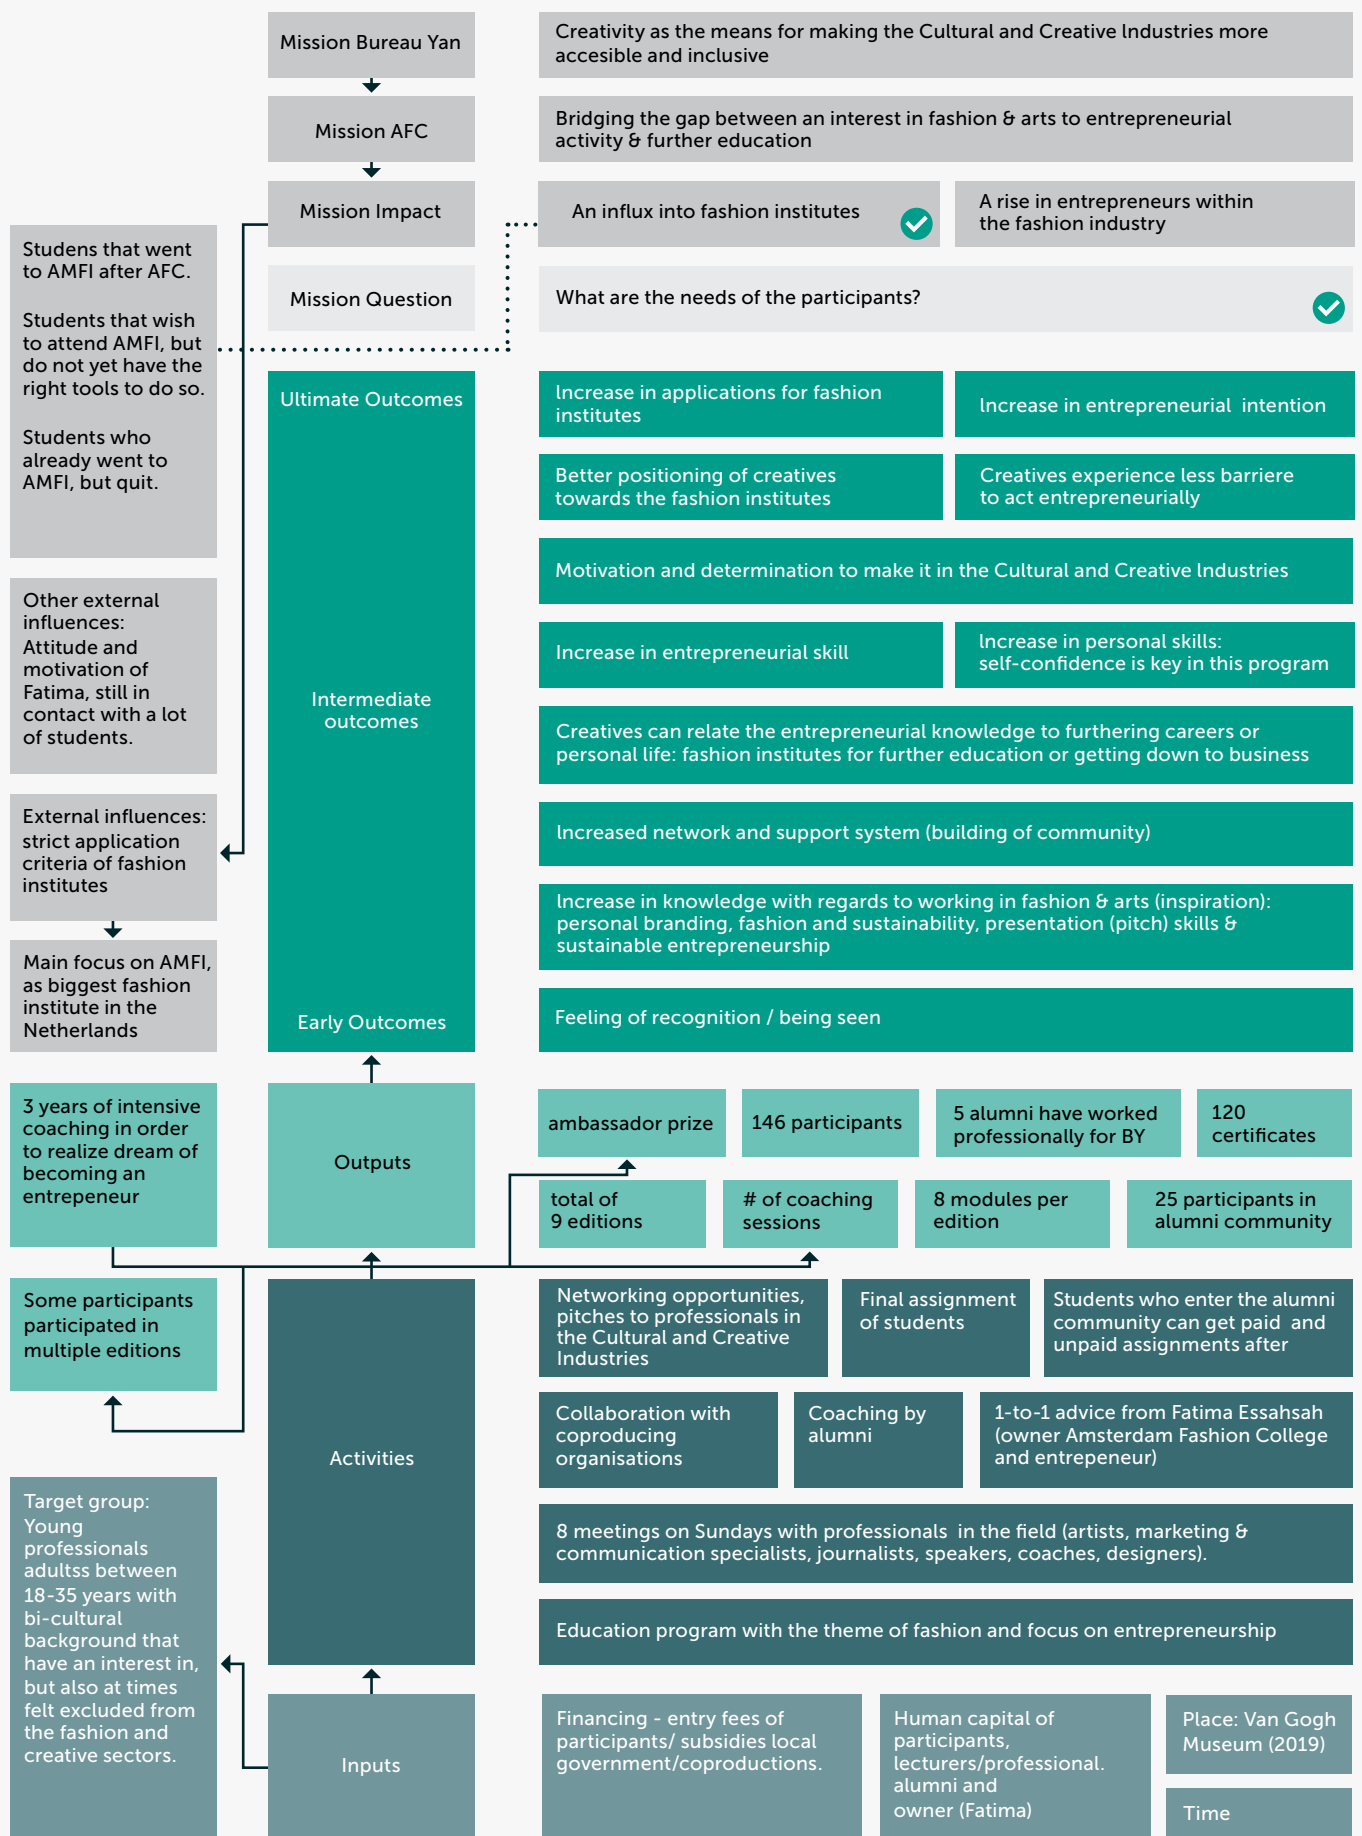 Mission Bureau Yan
Creativity as the means for making the Cultural and Creative Industries more
accesible and inclusive
Mission AFC
Bridging the gap between an interest in fashion & arts to entrepreneurial
activity & further education
Mission Impact
An influx into fashion institutes
A rise in entrepreneurs within
the fashion industry
Mission Question
What are the needs of the participants?
Studens that went
to AMFI after AFC.
Students that wish
to attend AMFI, but
do not yet have the
right tools to do so.
Students who
already went to
AMFI, but quit.
Other external
influences:
Attitude and
motivation of
Fatima, still in
contact with a lot
of students.
External influences:
strict application
criteria of fashion
institutes
Main focus on AMFI,
as biggest fashion
institute in the
Netherlands
Ultimate Outcomes
Intermediate
outcomes
Early Outcomes
Increase in applications for fashion
institutes
Increase in entrepreneurial intention
Better positioning of creatives
towards the fashion institutes
Creatives experience less barriere
to act entrepreneurially
Motivation and determination to make it in the Cultural and Creative Industries
Increase in entrepreneurial skill
Increase in personal skills:
self-confidence is key in this program
Creatives can relate the entrepreneurial knowledge to furthering careers or
personal life: fashion institutes for further education or getting down to business
Increased network and support system (building of community)
Increase in knowledge with regards to working in fashion & arts (inspiration):
personal branding, fashion and sustainability, presentation (pitch) skills &
sustainable entrepreneurship
Feeling of recognition / being seen
3 years of intensive
coaching in order
to realize dream of
becoming an
entrepeneur
Some participants
participated in
multiple editions
Outputs
ambassador prize
146 participants
5 alumni have worked
professionally for BY
120
certificates
total of
9 editions
# of coaching
sessions
8 modules per
edition
25 participants in
alumni community
Activities
Networking opportunities,
pitches to professionals in
the Cultural and Creative
Industries
Final assignment
of students
Students who enter the alumni
community can get paid and
unpaid assignments after
Collaboration with
coproducing
organisations
Coaching by
alumni
1-to-1 advice from Fatima Essahsah
(owner Amsterdam Fashion College
and entrepeneur)
8 meetings on Sundays with professionals in the field (artists, marketing &
communication specialists, journalists, speakers, coaches, designers).
Education program with the theme of fashion and focus on entrepreneurship
Target group:
Young
professionals
adultss between
18-35 years with
bi-cultural
background that
have an interest in,
but also at times
felt excluded from
the fashion and
creative sectors.
Inputs
Financing - entry fees of
participants/ subsidies local
government/coproductions.
Human capital of
participants,
lecturers/professional.
alumni and
owner (Fatima)
Place: Van Gogh
Museum (2019)
Time